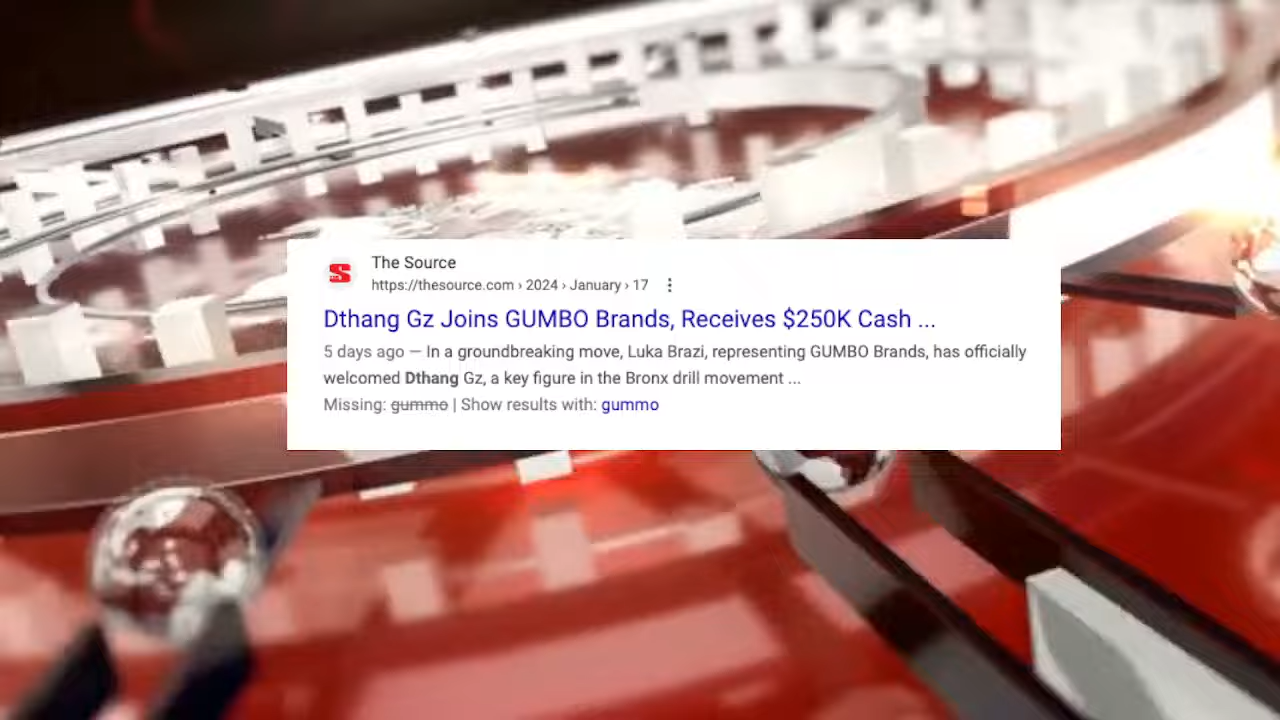 The Source
https://thesource.com › 2024 › January › 17
Dthang Gz Joins GUMBO Brands, Receives $250K Cash ...
5 days ago — In a groundbreaking move, Luka Brazi, representing GUMBO Brands, has officially
welcomed Dthang Gz, a key figure in the Bronx drill movement ...
Missing: gummo | Show results with: gummo